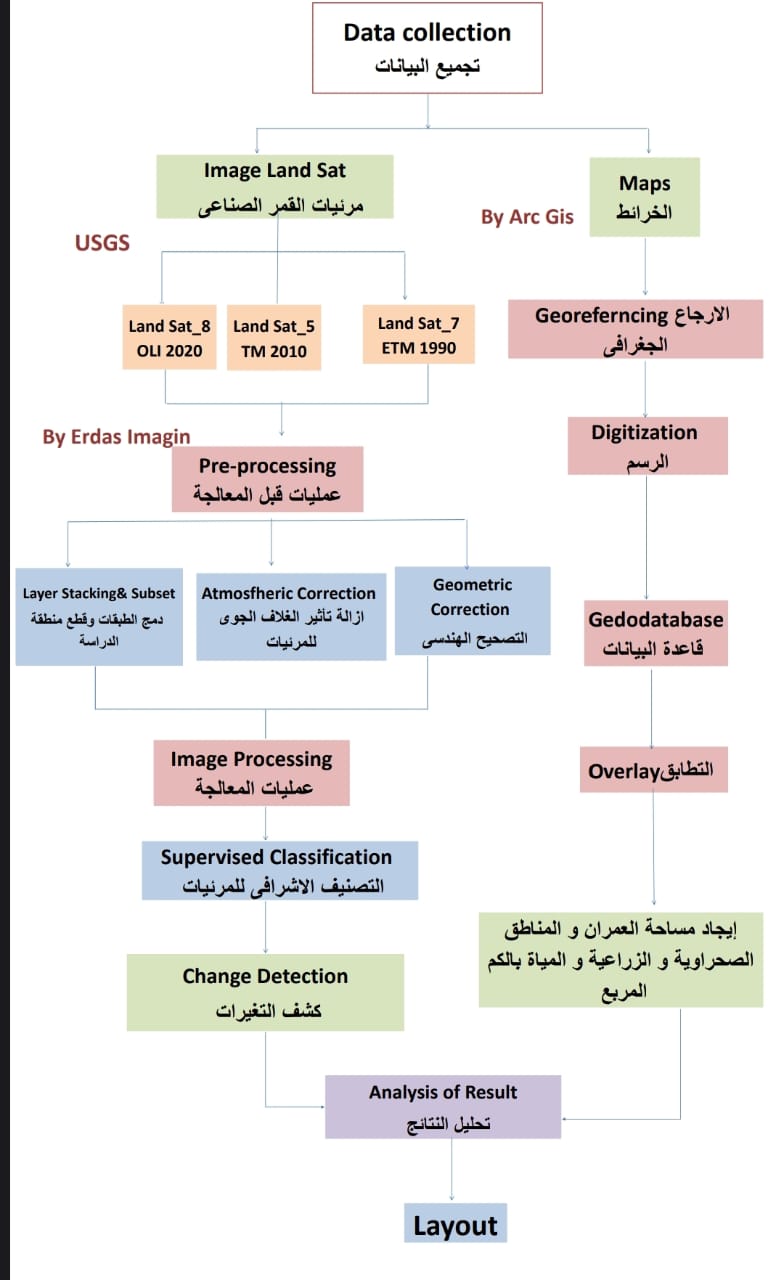 Data collection
تجميع البيانات
Image Land Sat
مرئيات القمر الصناعى
Maps
الخرائط
By Arc Gis
USGS
Land Sat_8
OLI 2020
Land Sat_5
TM 2010
Land Sat_7
ETM 1990
Georeferncing الارجاع
الجغرافى
By Erdas Imagin
Digitization
الرسم
Pre-processing
عمليات قبل المعالجة
Layer Stacking& Subset
دمج الطبقات وقطع منطقة
الدراسة
Atmosfheric Correction
ازالة تأثير الغلاف الجوى
للمرئيات
Geometric
Correction
التصحيح الهندسى
Gedodatabase
قاعدة البيانات
Image Processing
عمليات المعالجة
Overlayالتطابق
Supervised Classification
التصنيف الاشرافى للمرئيات
إيجاد مساحة العمران و المناطق
الصحراوية و الزراعية و المياة بالكم
المربع
Change Detection
كشف التغيرات
Analysis of Result
تحليل النتائج
Layout